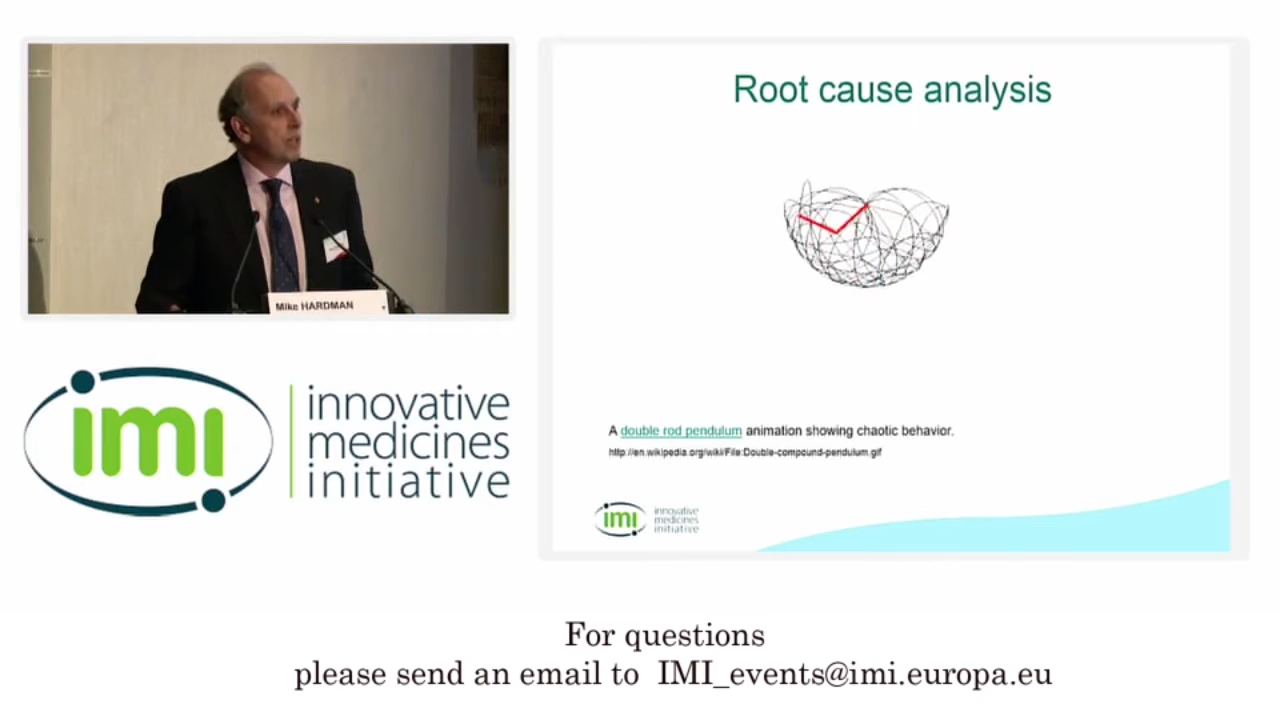 Mike HARDMAN
imi
innovative
medicines
initiative
Root cause analysis
A double rod pendulum animation showing chaotic behavior.
http://en.wikipedia.org/wiki/File:Double-compound-pendulum.gif
imi
innovative
medicines
initiative
For questions
please send an email to IMI_events@imi.europa.eu